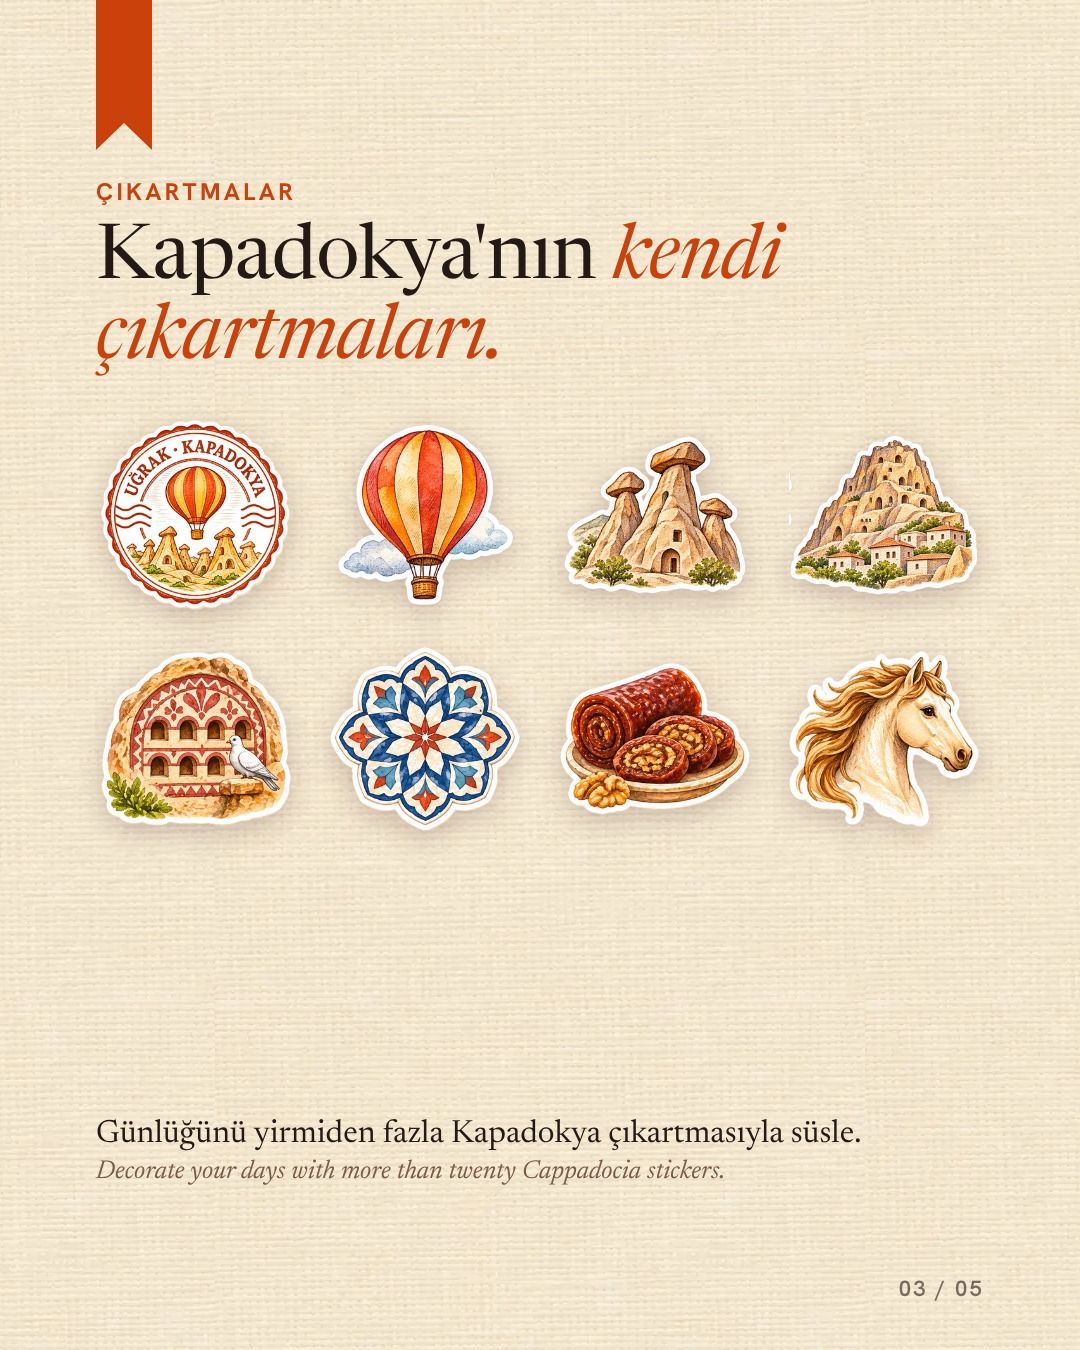 ÇIKARTMALAR
Kapadokya'nın kendi
çıkartmaları.
UĞRAK · KAPADOKYA
Günlüğünü yirmiden fazla Kapadokya çıkartmasıyla süsle.
Decorate your days with more than twenty Cappadocia stickers.
03 / 05